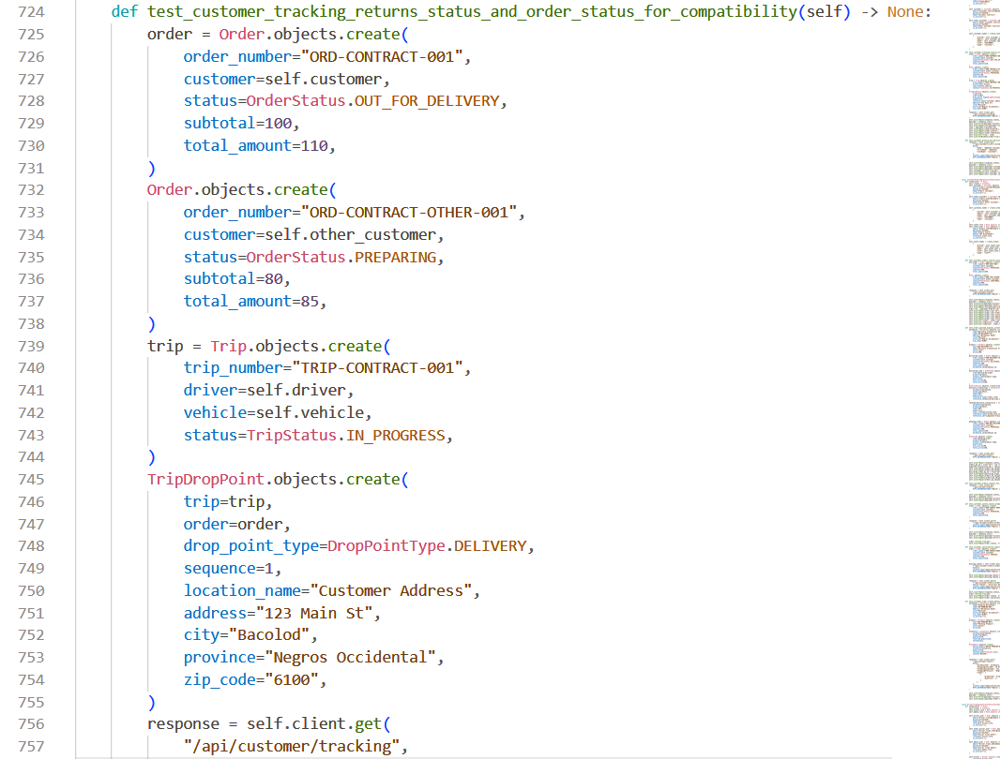 724 def test_customer_tracking_returns_status_and_order_status_for_compatibility(self) -> None:
725 order = Order.objects.create(
726 order_number="ORD-CONTRACT-001",
727 customer=self.customer,
728 status=OrderStatus.OUT_FOR_DELIVERY,
729 subtotal=100,
730 total_amount=110,
731 )
732 Order.objects.create(
733 order_number="ORD-CONTRACT-OTHER-001",
734 customer=self.other_customer,
735 status=OrderStatus.PREPARING,
736 subtotal=80,
737 total_amount=85,
738 )
739 trip = Trip.objects.create(
740 trip_number="TRIP-CONTRACT-001",
741 driver=self.driver,
742 vehicle=self.vehicle,
743 status=TripStatus.IN_PROGRESS,
744 )
745 TripDropPoint.objects.create(
746 trip=trip,
747 order=order,
748 drop_point_type=DropPointType.DELIVERY,
749 sequence=1,
750 location_name="Customer Address",
751 address="123 Main St",
752 city="Bacolod",
753 province="Negros Occidental",
754 zip_code="6100",
755 )
756 response = self.client.get(
757 "/api/customer/tracking",